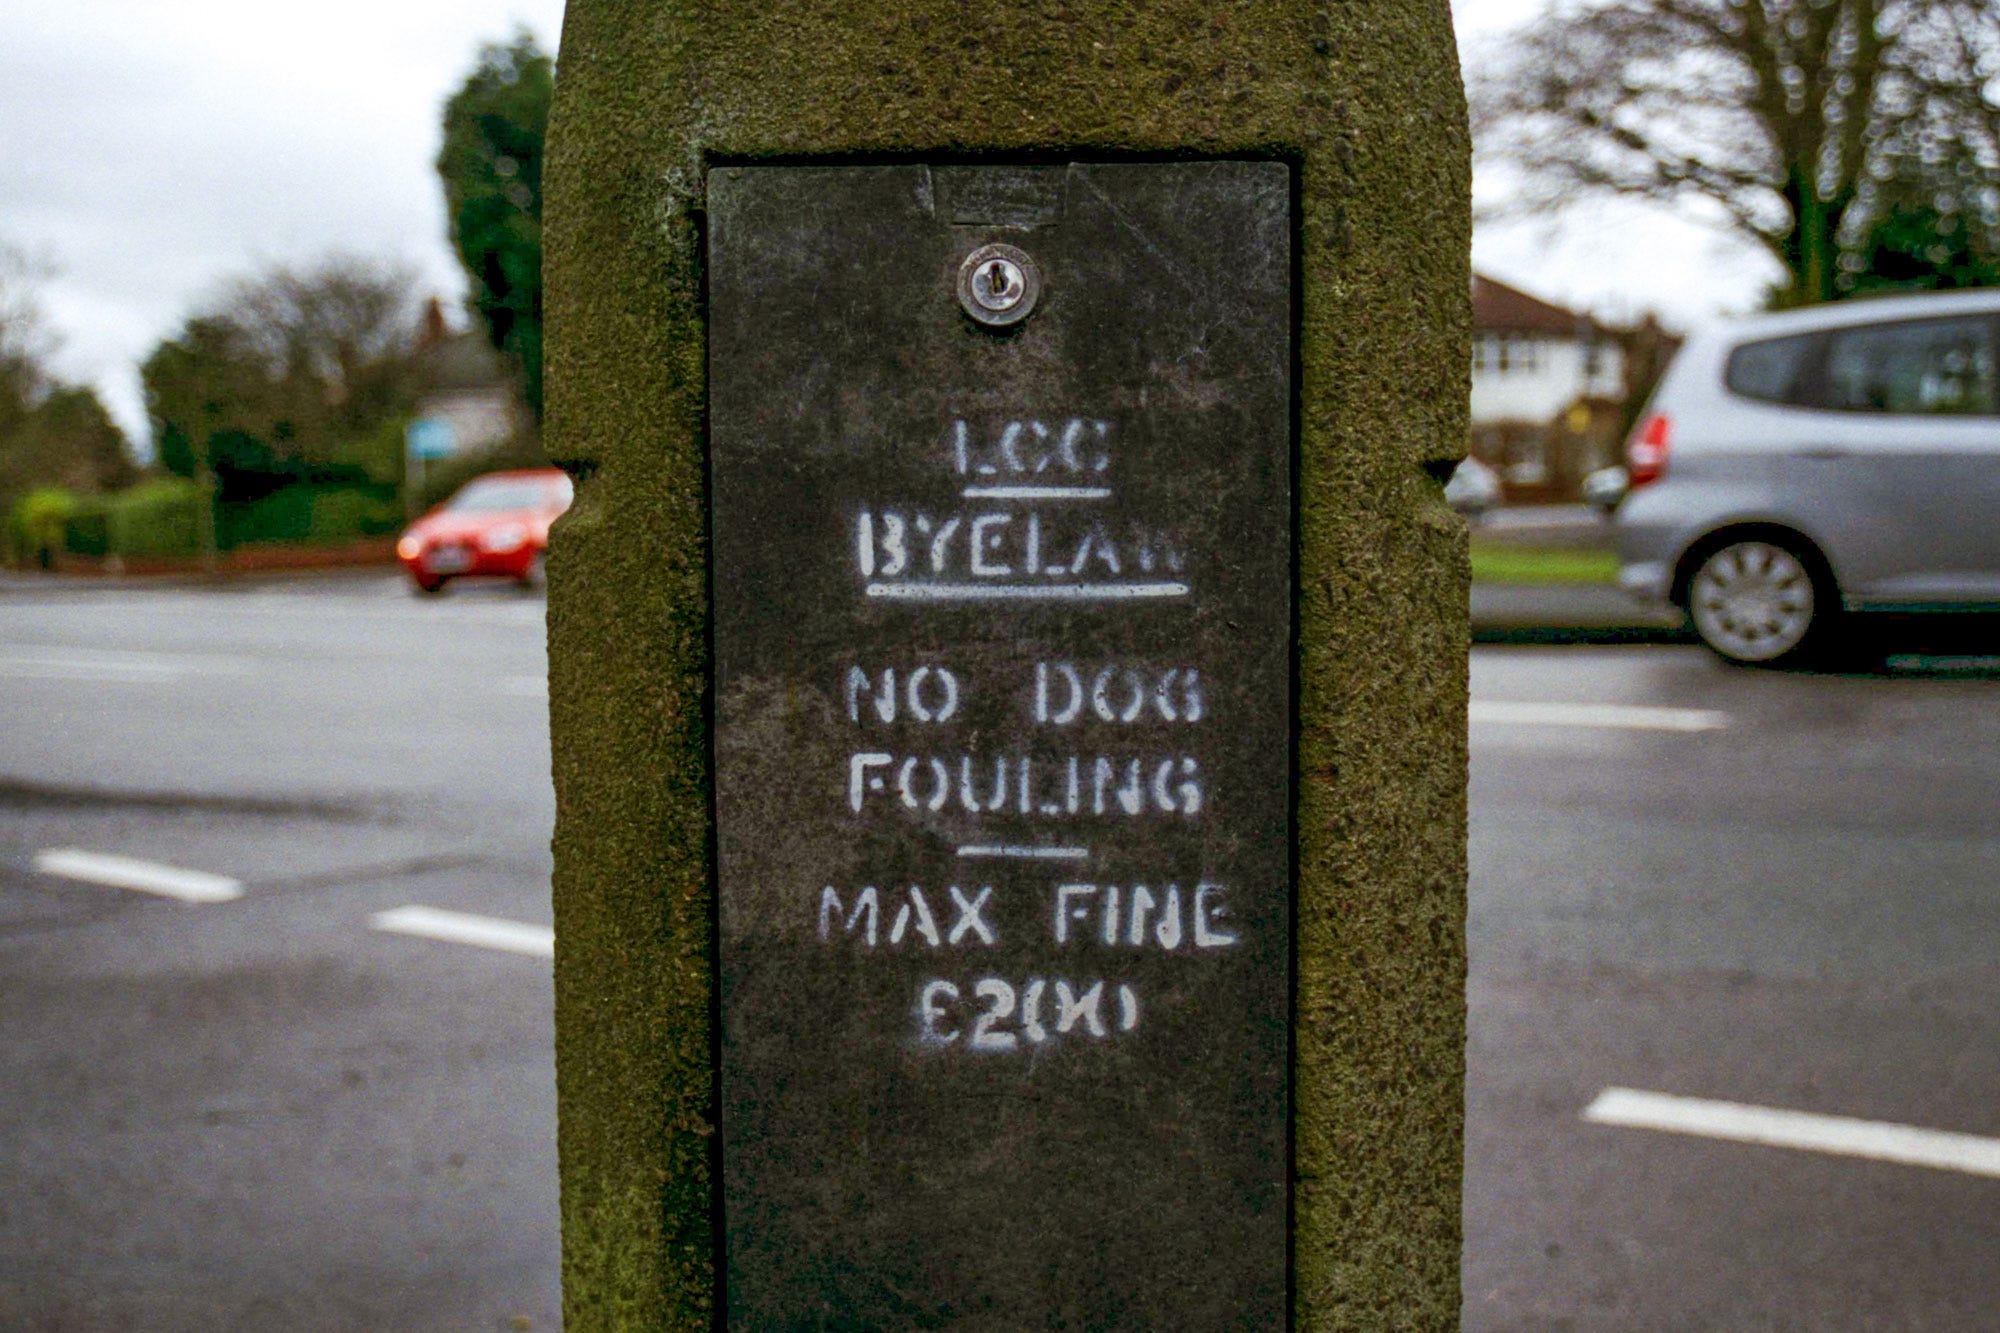 LCC
BYELAW
NO DOG
FOULING
MAX FINE
£200